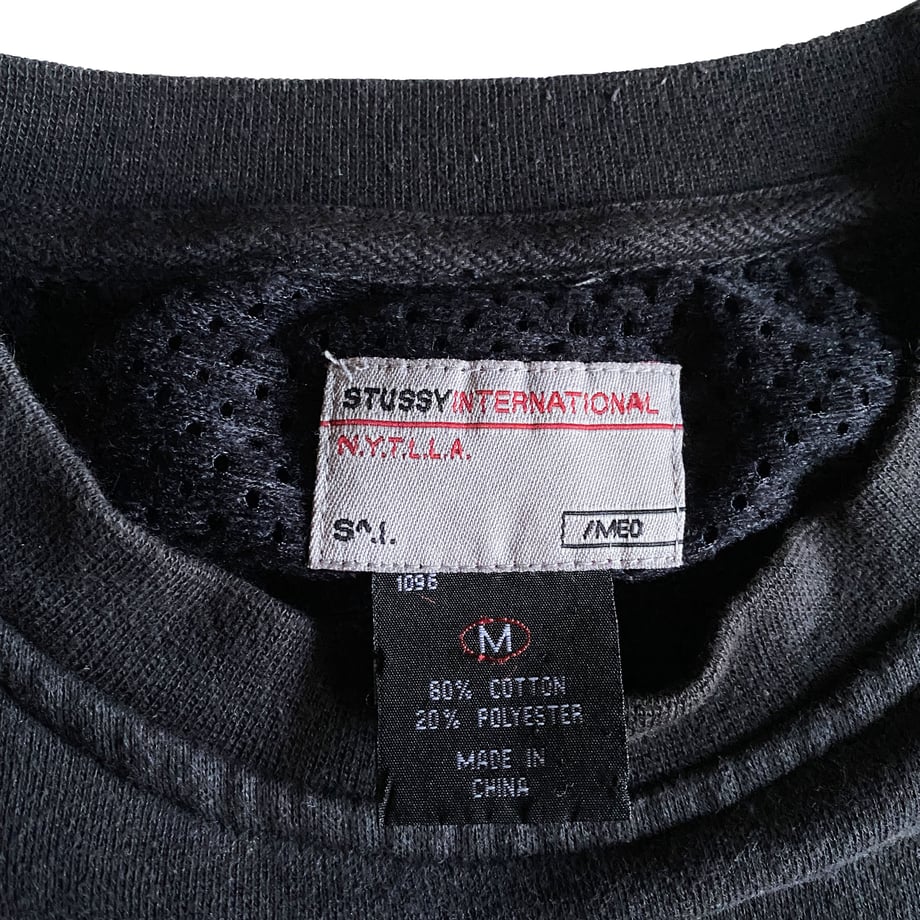 STUSSYINTERNATIONAL
N.Y.T.L.L.A.
S^.I. /MED
1096
M
80% COTTON
20% POLYESTER
MADE IN
CHINA